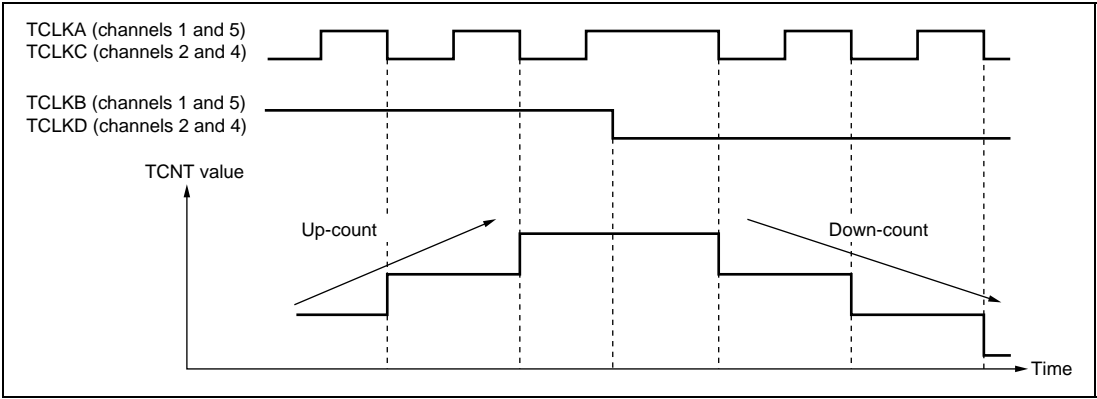 TCLKA (channels 1 and 5)
TCLKC (channels 2 and 4)
TCLKB (channels 1 and 5)
TCLKD (channels 2 and 4)
TCNT value
Up-count
Down-count
Time